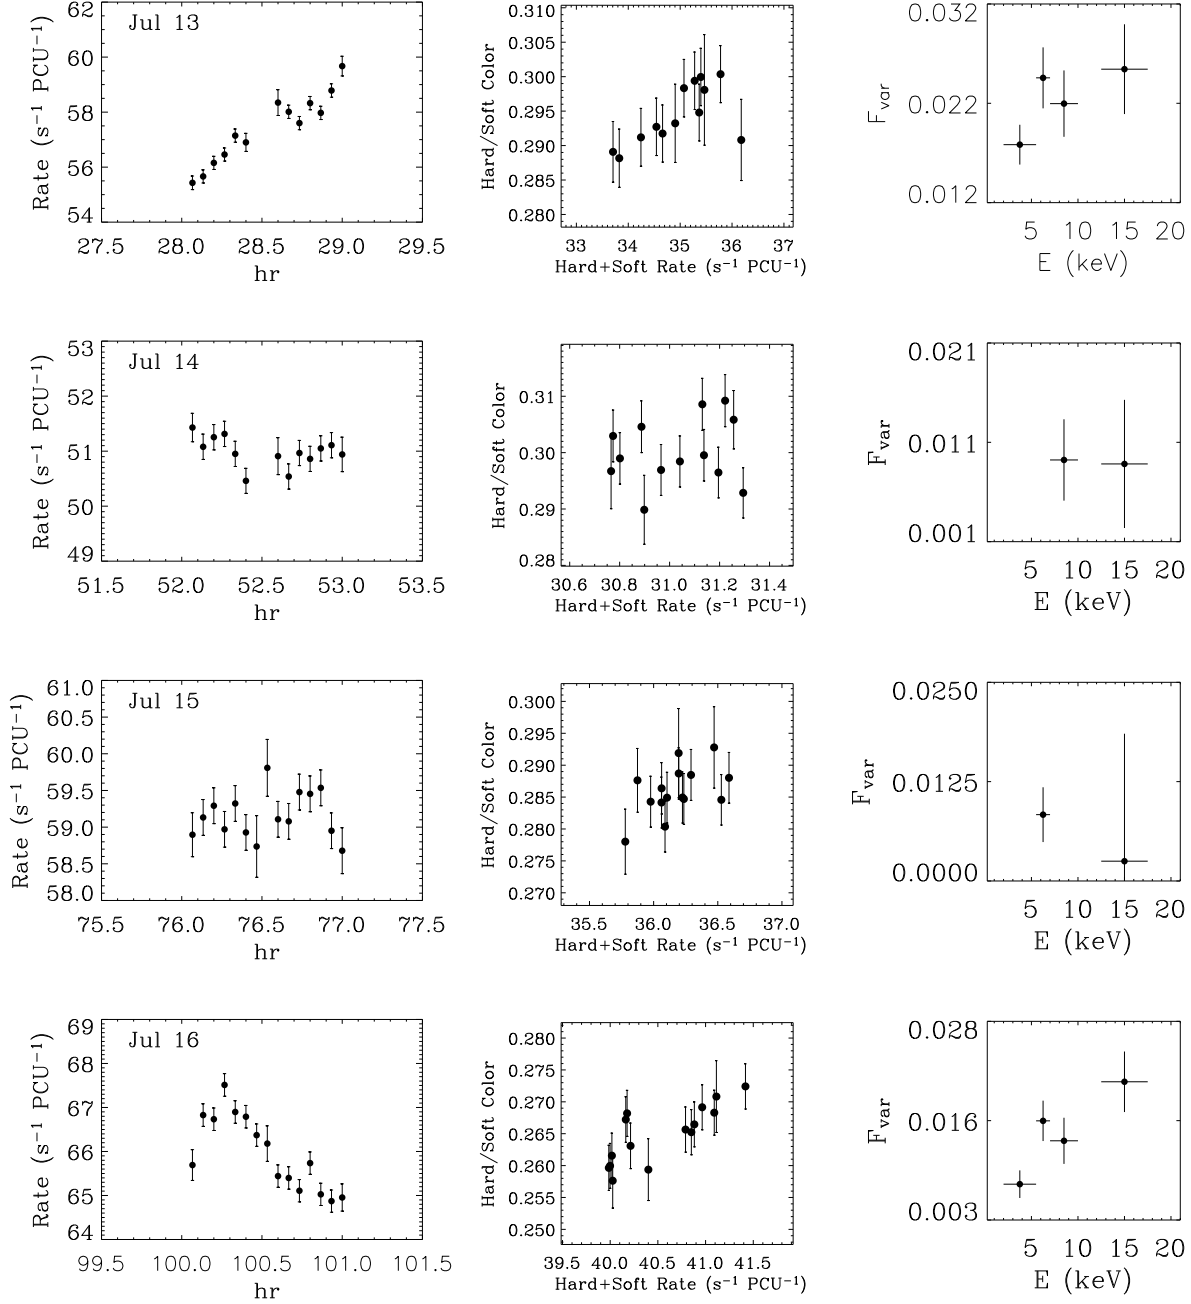 Jul 13
Rate (s⁻¹ PCU⁻¹)
62
60
58
56
54
27.5 28.0 28.5 29.0 29.5
hr
Hard/Soft Color
0.310
0.305
0.300
0.295
0.290
0.285
0.280
33 34 35 36 37
Hard+Soft Rate (s⁻¹ PCU⁻¹)
Fvar
0.032
0.022
0.012
5 10 15 20
E (keV)
Jul 14
Rate (s⁻¹ PCU⁻¹)
53
52
51
50
49
51.5 52.0 52.5 53.0 53.5
hr
Hard/Soft Color
0.31
0.30
0.29
0.28
30.6 30.8 31.0 31.2 31.4
Hard+Soft Rate (s⁻¹ PCU⁻¹)
Fvar
0.021
0.011
0.001
5 10 15 20
E (keV)
Jul 15
Rate (s⁻¹ PCU⁻¹)
61.0
60.5
60.0
59.5
59.0
58.5
58.0
75.5 76.0 76.5 77.0 77.5
hr
Hard/Soft Color
0.300
0.295
0.290
0.285
0.280
0.275
0.270
35.5 36.0 36.5 37.0
Hard+Soft Rate (s⁻¹ PCU⁻¹)
Fvar
0.0250
0.0125
0.0000
5 10 15 20
E (keV)
Jul 16
Rate (s⁻¹ PCU⁻¹)
69
68
67
66
65
64
99.5 100.0 100.5 101.0 101.5
hr
Hard/Soft Color
0.280
0.275
0.270
0.265
0.260
0.255
0.250
39.5 40.0 40.5 41.0 41.5
Hard+Soft Rate (s⁻¹ PCU⁻¹)
Fvar
0.028
0.016
0.003
5 10 15 20
E (keV)